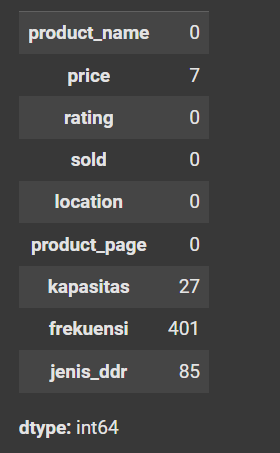 product_name 0
price 7
rating 0
sold 0
location 0
product_page 0
kapasitas 27
frekuensi 401
jenis_ddr 85
dtype: int64